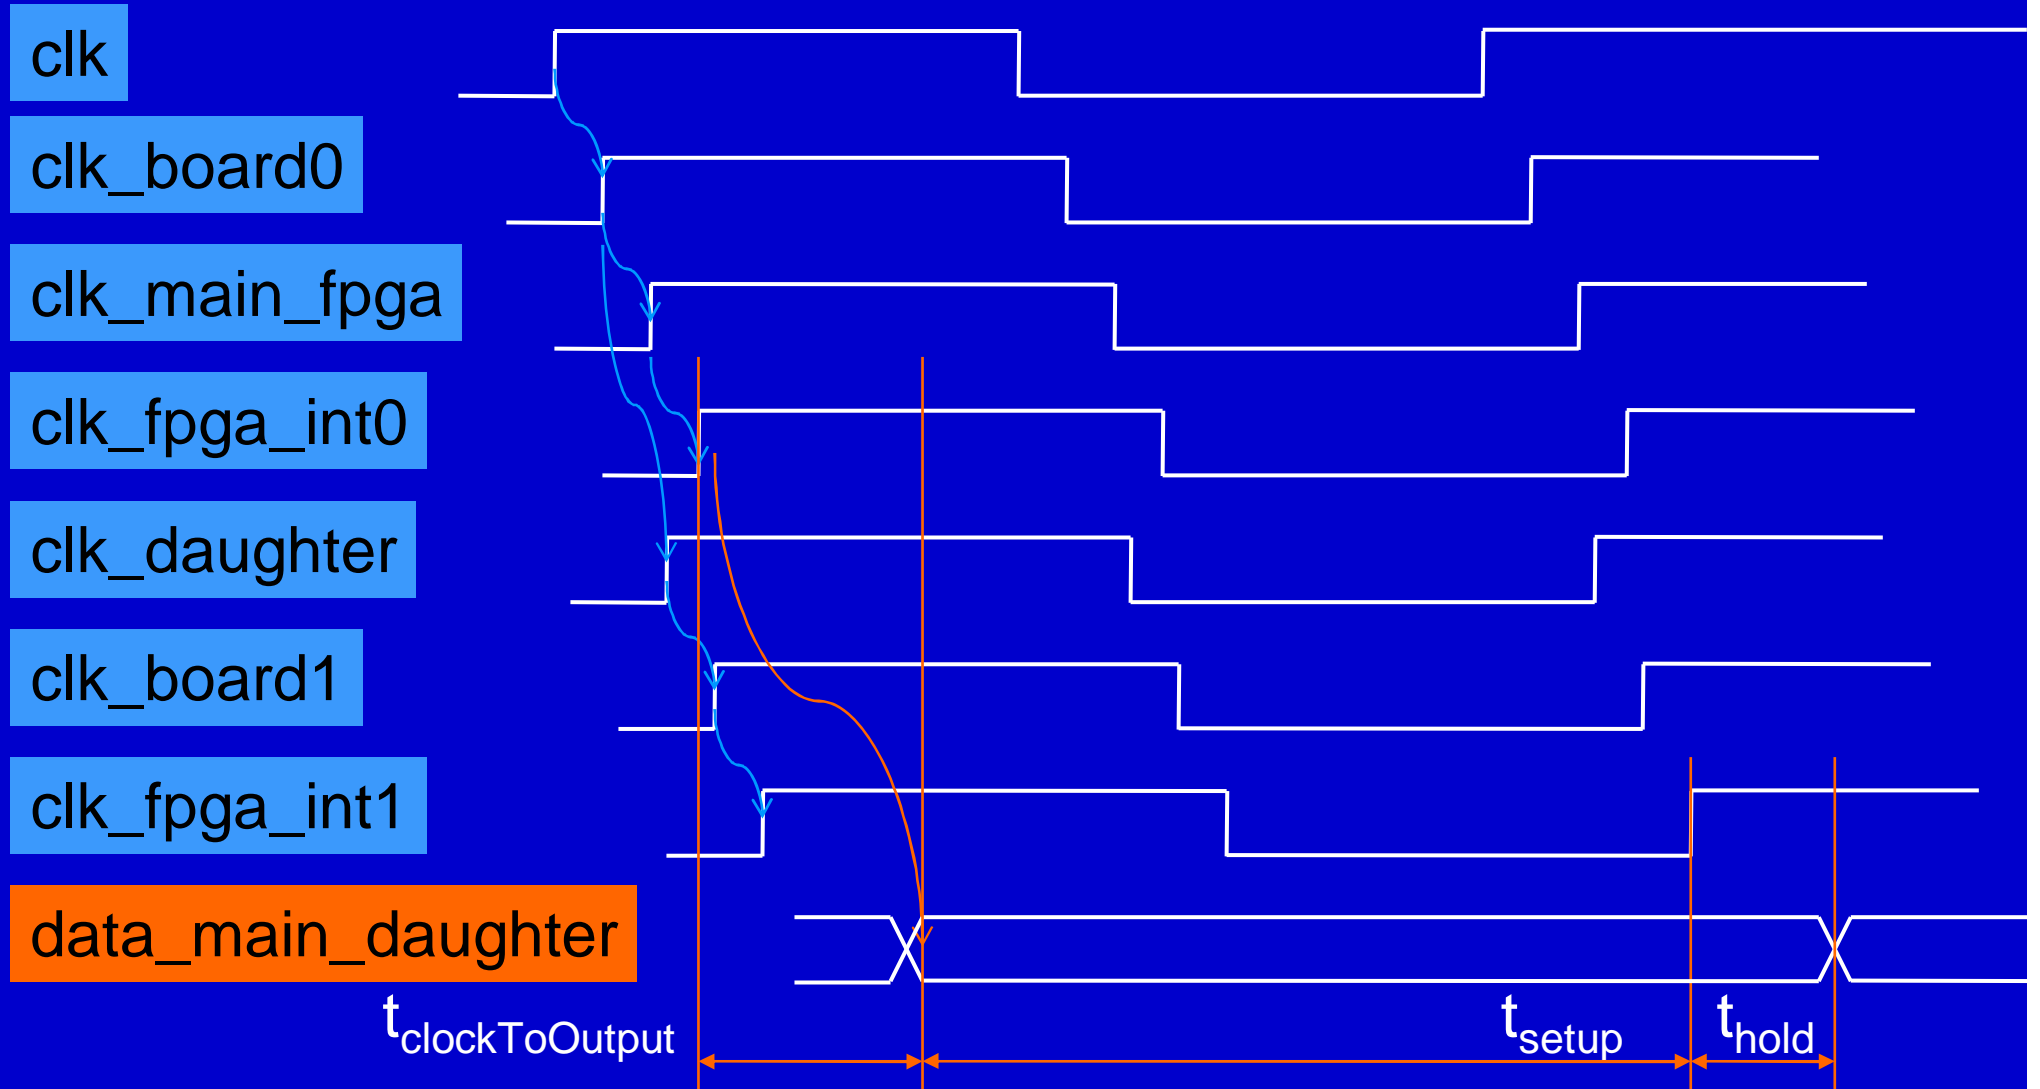 clk
clk_board0
clk_main_fpga
clk_fpga_int0
clk_daughter
clk_board1
clk_fpga_int1
data_main_daughter
tclockToOutput tsetup thold